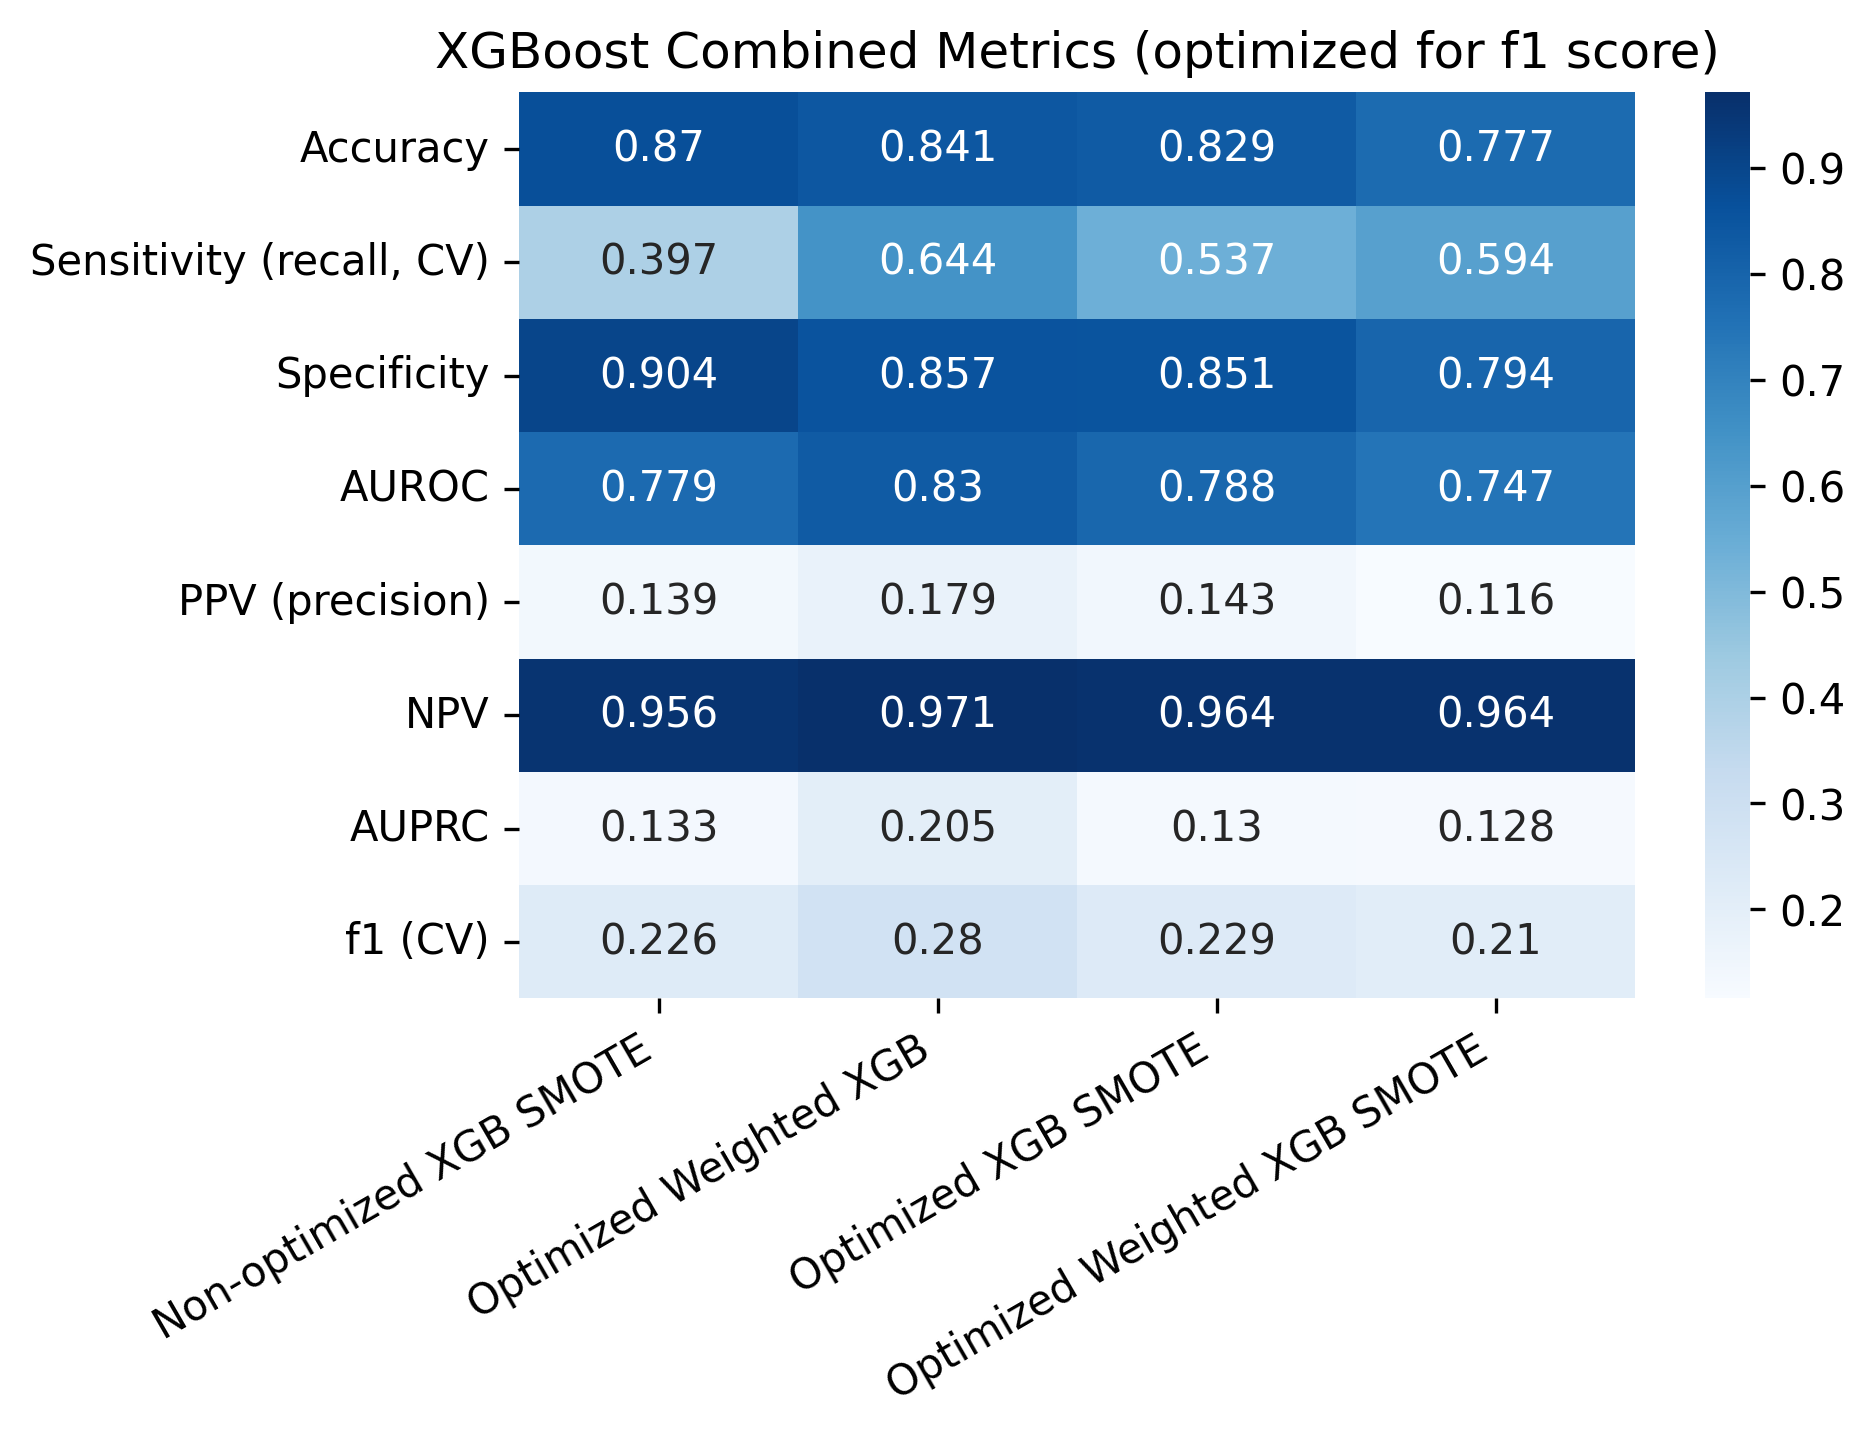 XGBoost Combined Metrics (optimized for f1 score)
Accuracy 0.87 0.841 0.829 0.777
Sensitivity (recall, CV) 0.397 0.644 0.537 0.594
Specificity 0.904 0.857 0.851 0.794
AUROC 0.779 0.83 0.788 0.747
PPV (precision) 0.139 0.179 0.143 0.116
NPV 0.956 0.971 0.964 0.964
AUPRC 0.133 0.205 0.13 0.128
f1 (CV) 0.226 0.28 0.229 0.21
Non-optimized XGB SMOTE
Optimized Weighted XGB
Optimized XGB SMOTE
Optimized Weighted XGB SMOTE
0.9
0.8
0.7
0.6
0.5
0.4
0.3
0.2